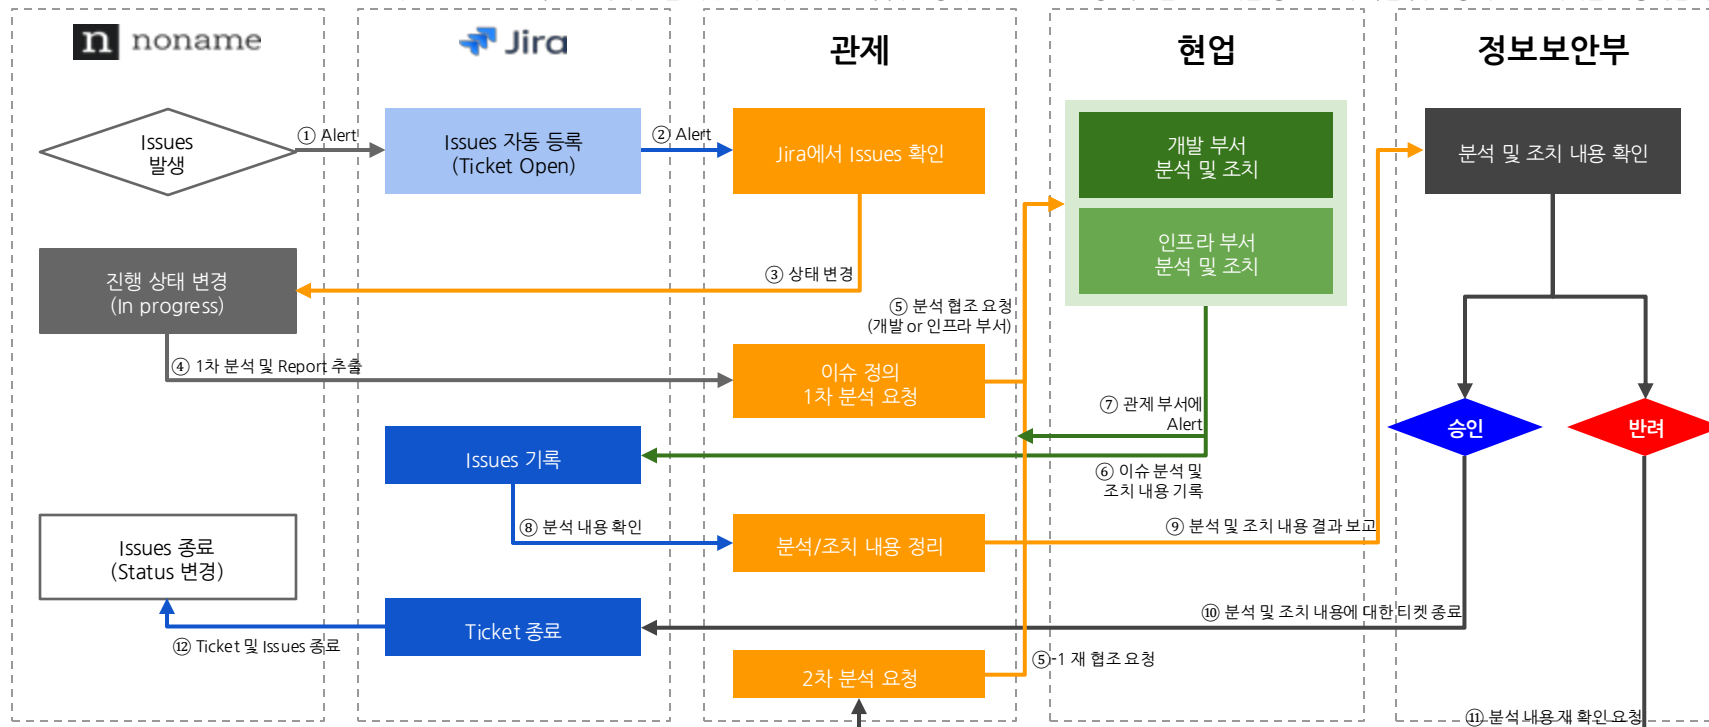 noname
Jira
관제
현업
정보보안부
Issues
발생
① Alert
Issues 자동 등록
(Ticket Open)
② Alert
Jira에서 Issues 확인
개발 부서
분석 및 조치
인프라 부서
분석 및 조치
분석 및 조치 내용 확인
③ 상태 변경
진행 상태 변경
(In progress)
④ 1차 분석 및 Report 추출
⑤ 분석 협조 요청
(개발 or 인프라 부서)
이슈 정의
1차 분석 요청
⑦ 관제 부서에
Alert
⑥ 이슈 분석 및
조치 내용 기록
승인
반려
Issues 기록
⑧ 분석 내용 확인
분석/조치 내용 정리
⑨ 분석 및 조치 내용 결과 보고
Issues 종료
(Status 변경)
Ticket 종료
⑩ 분석 및 조치 내용에 대한 티켓 종료
⑫ Ticket 및 Issues 종료
2차 분석 요청
⑤-1 재 협조 요청
⑪ 분석 내용 재 확인 요청